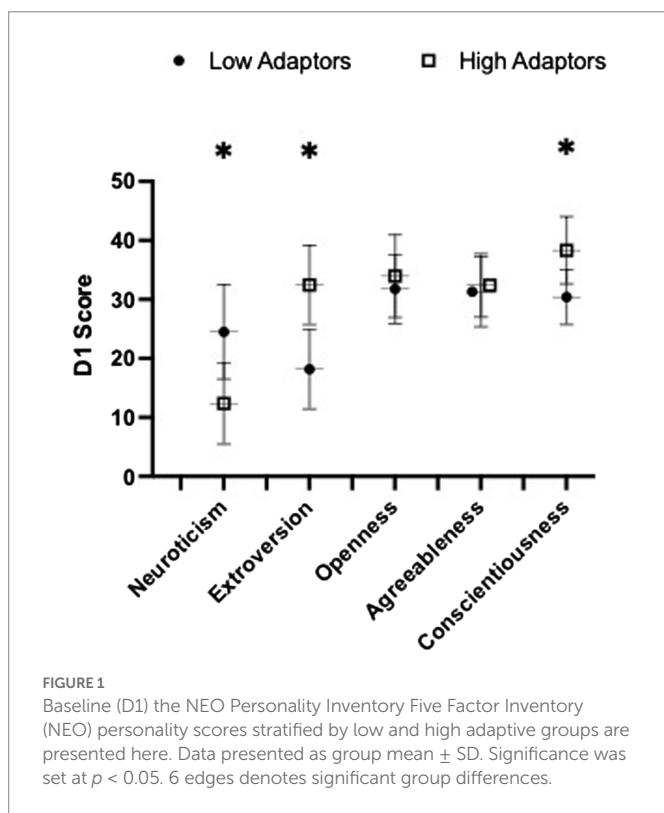 Low Adaptors High Adaptors
* * *
50
40
30
20
10
0
D1 Score
Neuroticism
Extroversion
Openness
Agreeableness
Conscientiousness
FIGURE 1
Baseline (D1) the NEO Personality Inventory Five Factor Inventory
(NEO) personality scores stratified by low and high adaptive groups are
presented here. Data presented as group mean ± SD. Significance was
set at p < 0.05. 6 edges denotes significant group differences.